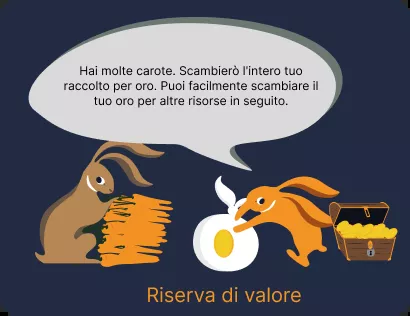 Hai molte carote. Scambierò l'intero tuo
raccolto per oro. Puoi facilmente scambiare il
tuo oro per altre risorse in seguito.
Riserva di valore